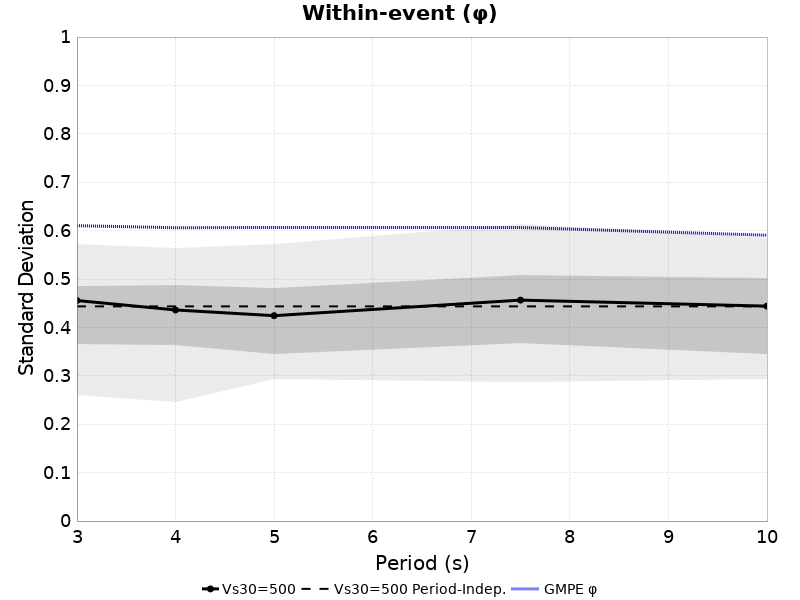 Within-event (φ)
1
0.9
0.8
0.7
0.6
0.5
0.4
0.3
0.2
0.1
0
Standard Deviation
3 4 5 6 7 8 9 10
Period (s)
Vs30=500 Vs30=500 Period-Indep. GMPE φ